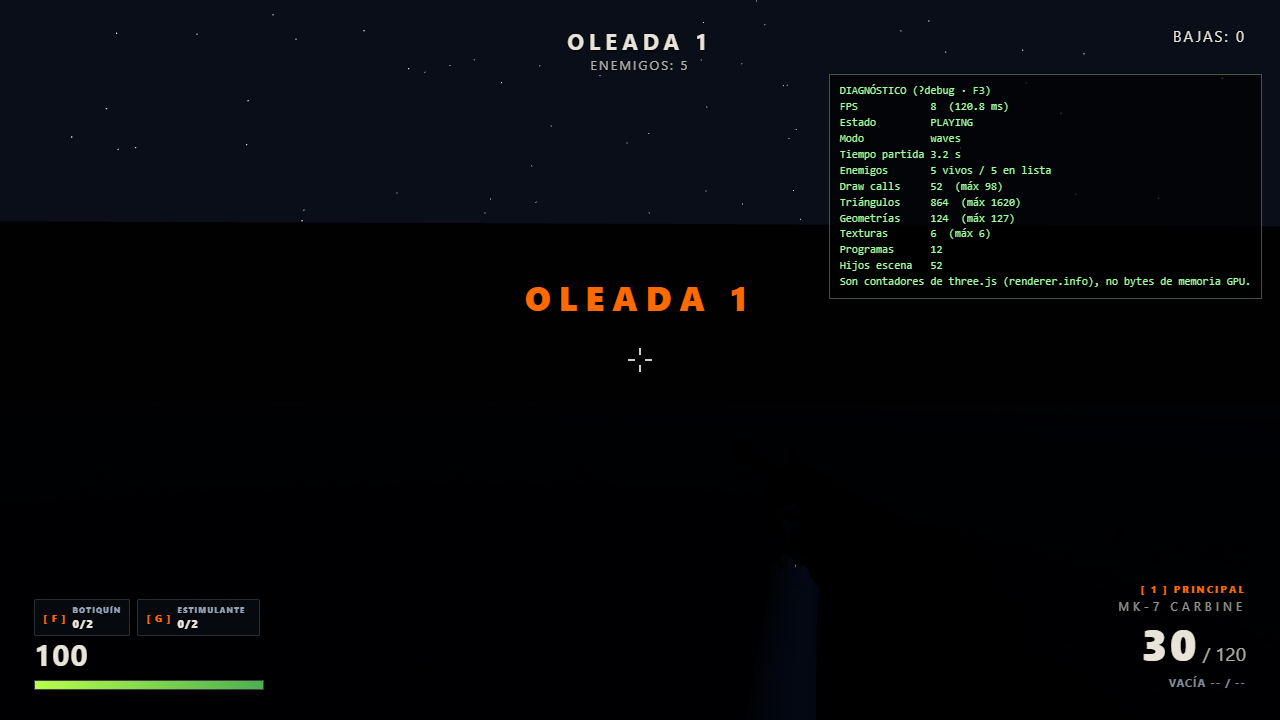 OLEADA 1
ENEMIGOS: 5
BAJAS: 0
DIAGNÓSTICO (?debug · F3)
FPS 8 (120.8 ms)
Estado PLAYING
Modo waves
Tiempo partida 3.2 s
Enemigos 5 vivos / 5 en lista
Draw calls 52 (máx 98)
Triángulos 864 (máx 1620)
Geometrías 124 (máx 127)
Texturas 6 (máx 6)
Programas 12
Hijos escena 52
Son contadores de three.js (renderer.info), no bytes de memoria GPU.
OLEADA 1
[ F ] BOTIQUÍN 0/2
[ G ] ESTIMULANTE 0/2
100
[ 1 ] PRINCIPAL
MK-7 CARBINE
30 / 120
VACÍA -- / --